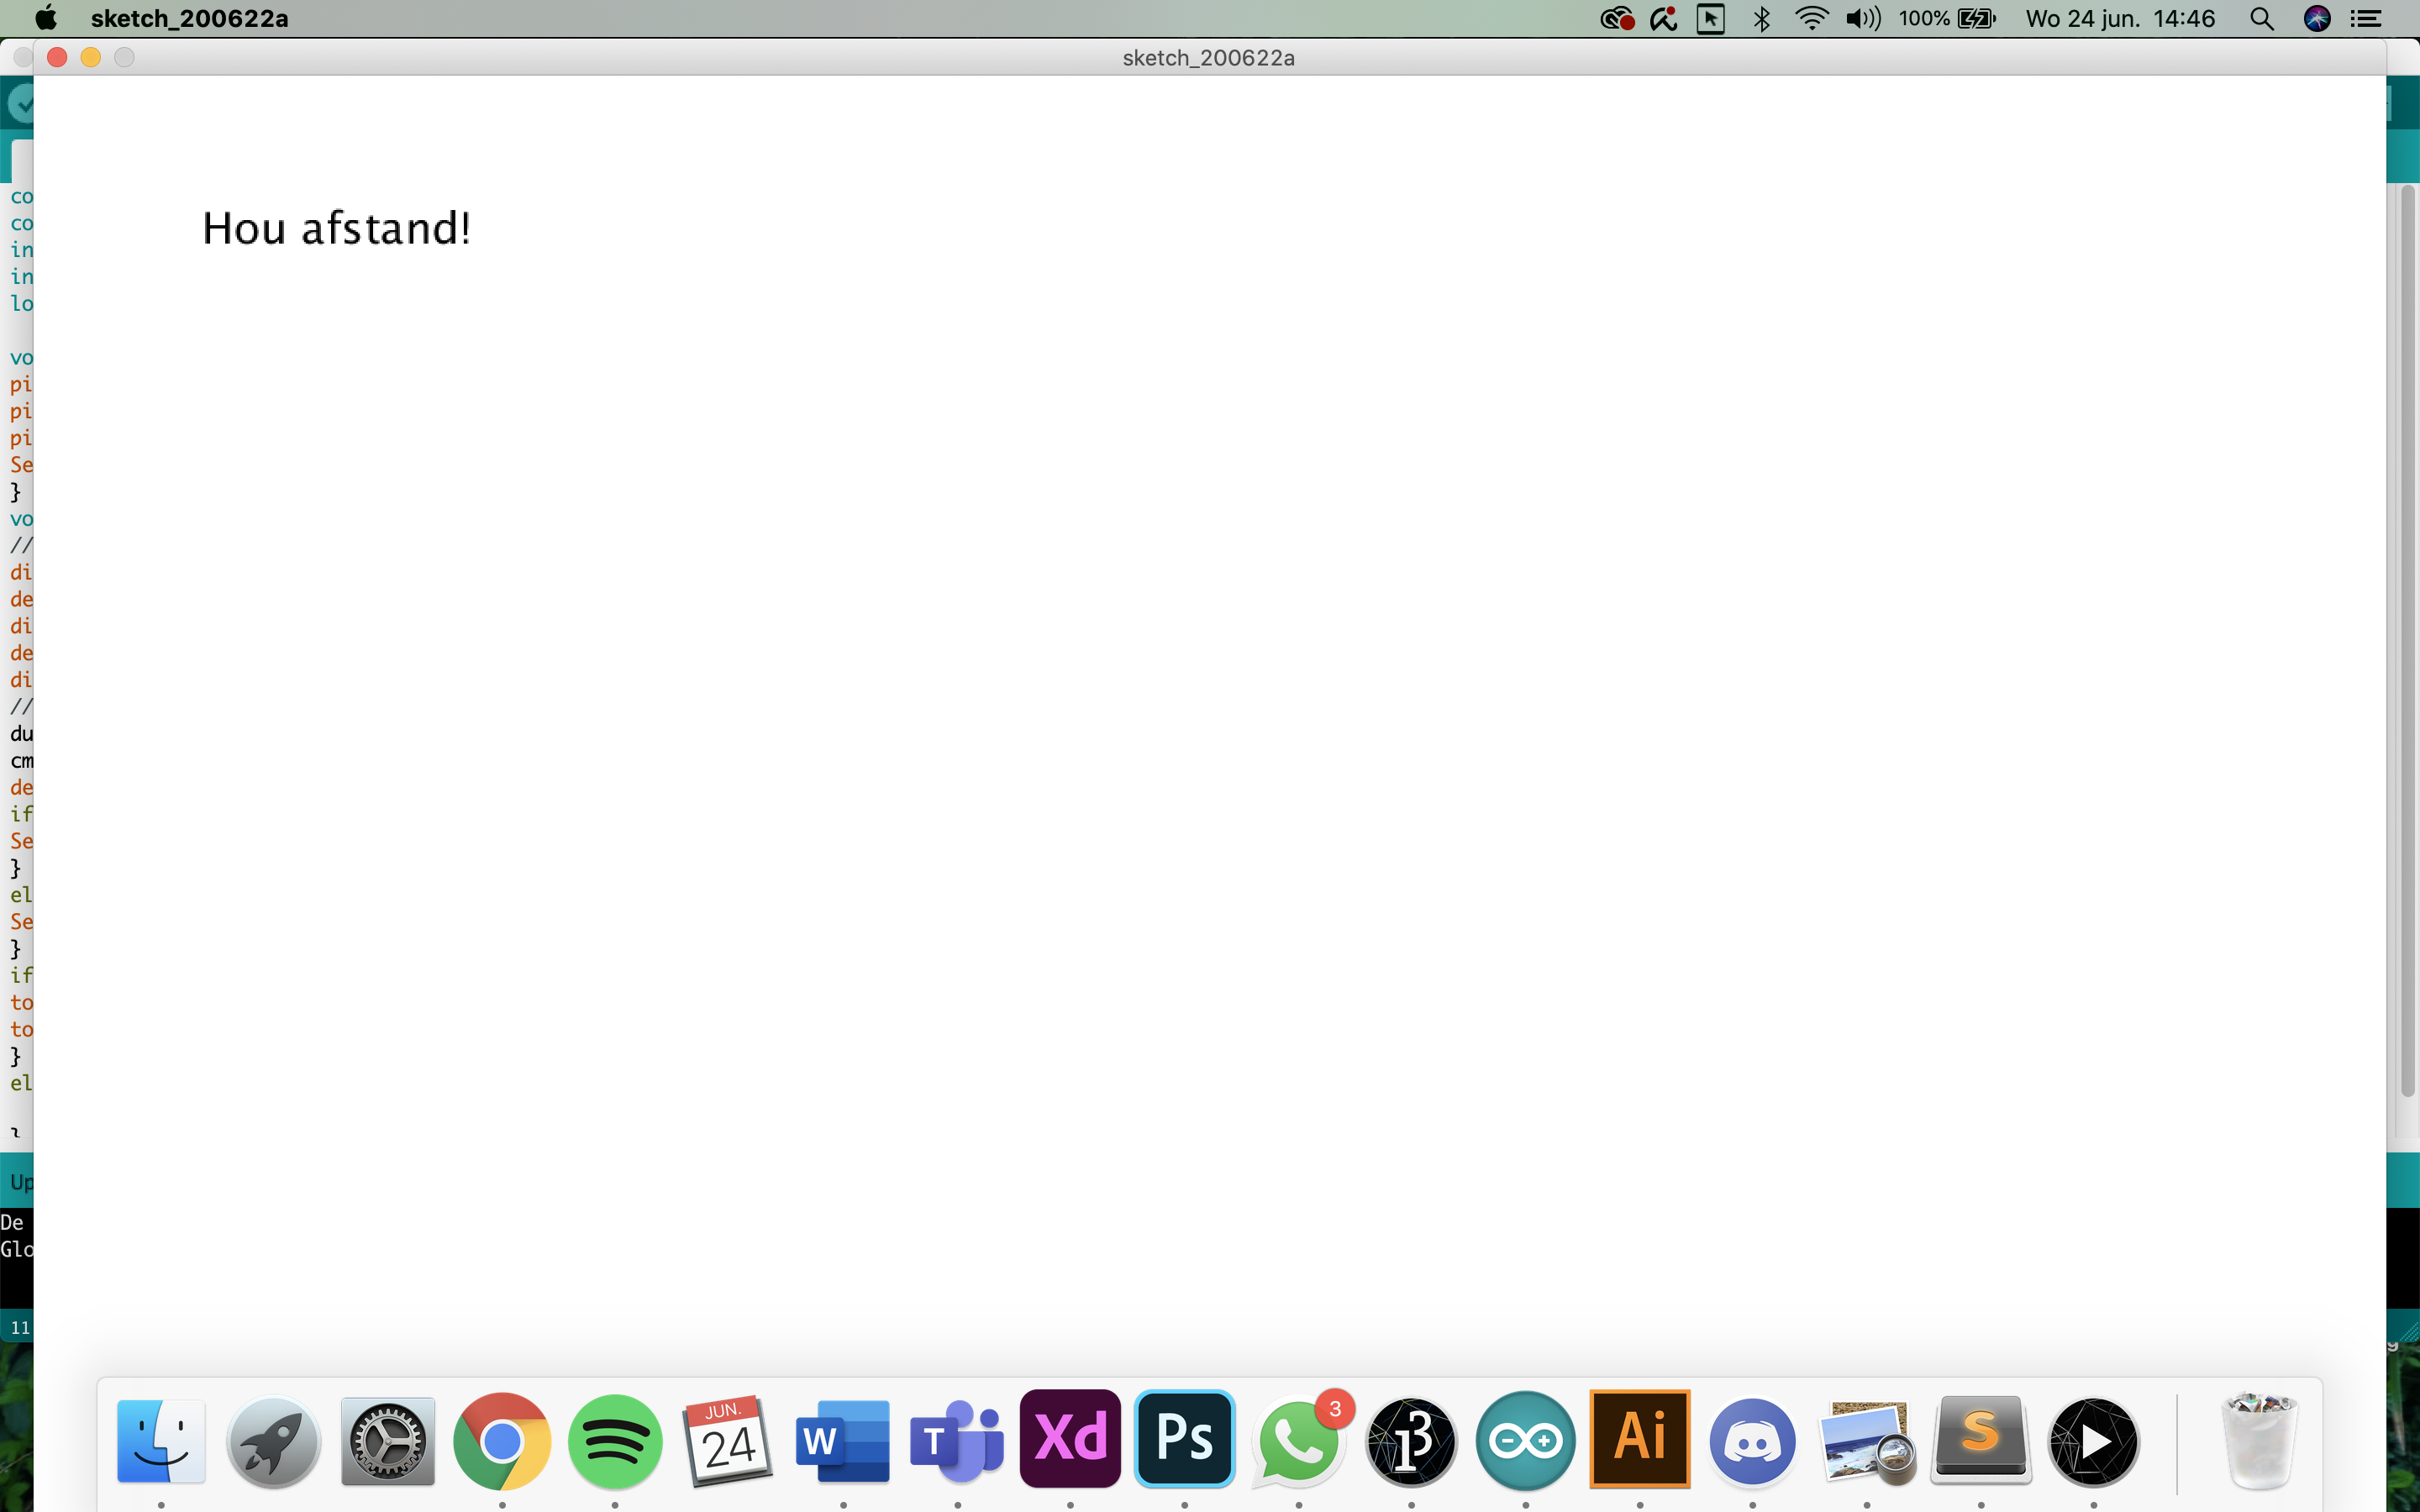 sketch_200622a
100%
Wo 24 jun. 14:46
sketch_200622a
Hou afstand!
co
co
in
in
lo
vo
pi
pi
pi
Se
}
vo
//
di
de
di
de
di
//
du
cm
de
if
Se
}
el
Se
}
if
to
to
}
el
}
Up
De
Glo
11
JUN.
24
W
T
Xd
Ps
3
Ai
S